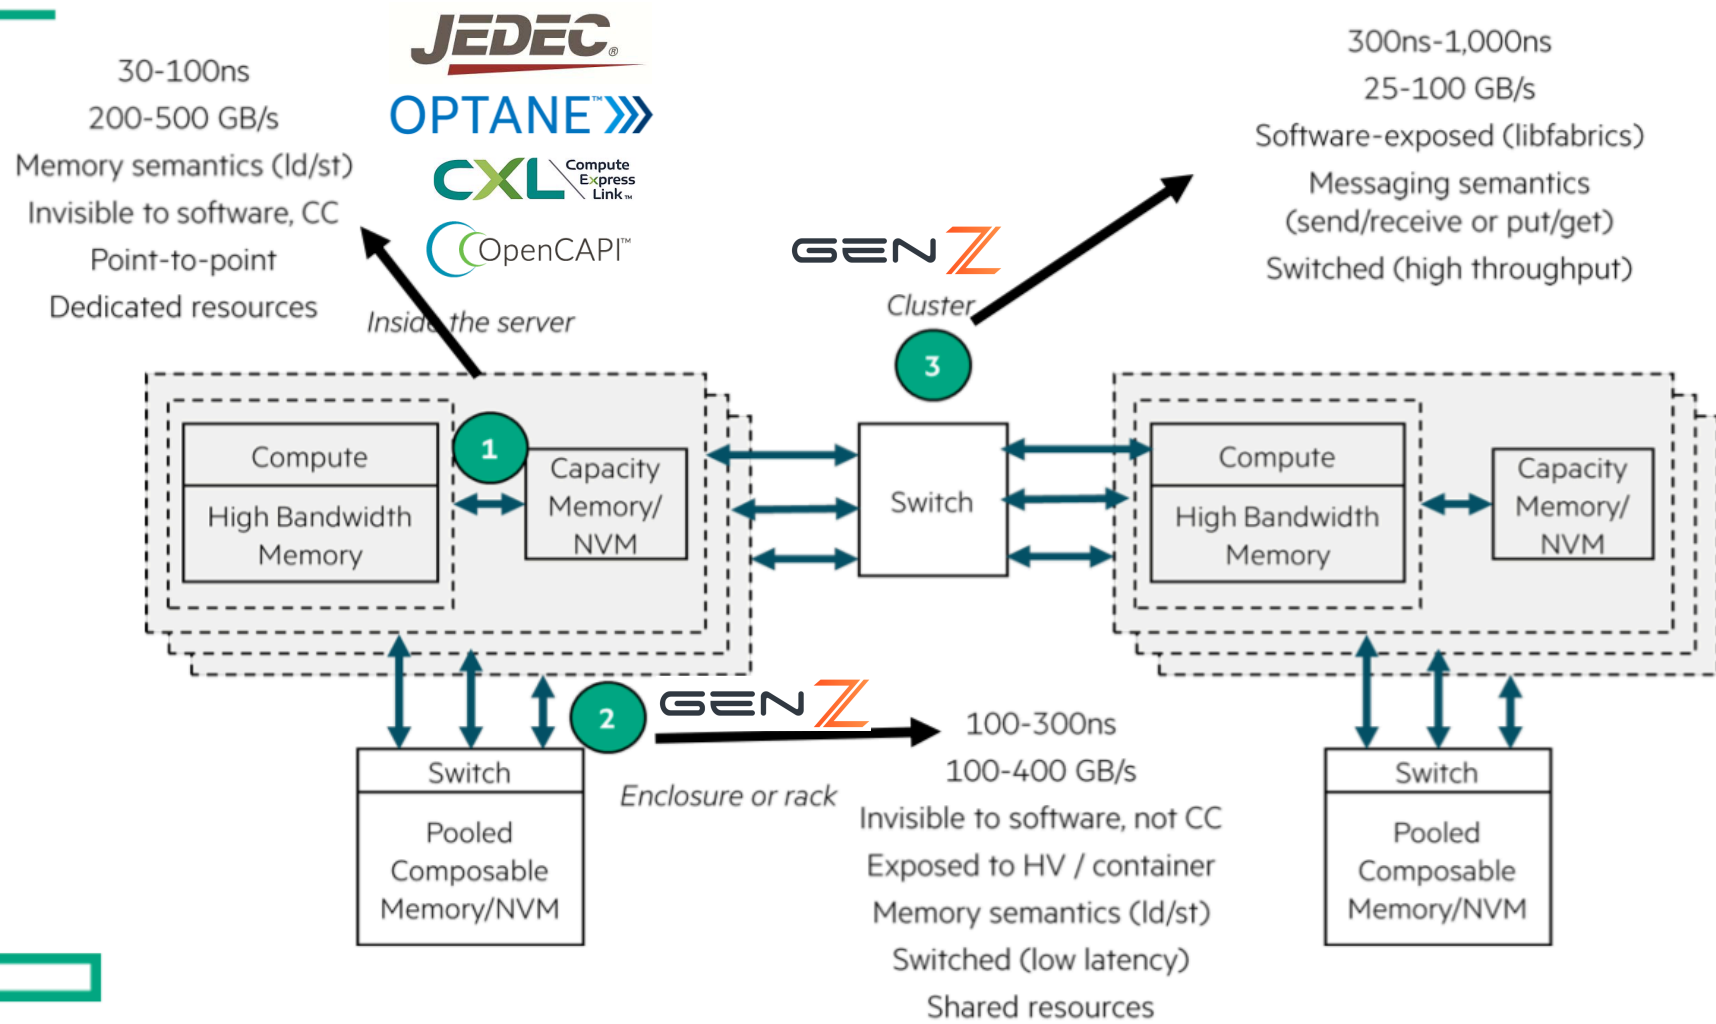 JEDEC®
OPTANE™
CXL Compute
Express
Link™
OpenCAPI™
30-100ns
200-500 GB/s
Memory semantics (ld/st)
Invisible to software, CC
Point-to-point
Dedicated resources
Inside the server
GENZ
Cluster
3
300ns-1,000ns
25-100 GB/s
Software-exposed (libfabrics)
Messaging semantics
(send/receive or put/get)
Switched (high throughput)
1
Compute
High Bandwidth
Memory
Capacity
Memory/
NVM
Switch
Compute
High Bandwidth
Memory
Capacity
Memory/
NVM
2
GENZ
Enclosure or rack
100-300ns
100-400 GB/s
Invisible to software, not CC
Exposed to HV / container
Memory semantics (ld/st)
Switched (low latency)
Shared resources
Switch
Pooled
Composable
Memory/NVM
Switch
Pooled
Composable
Memory/NVM